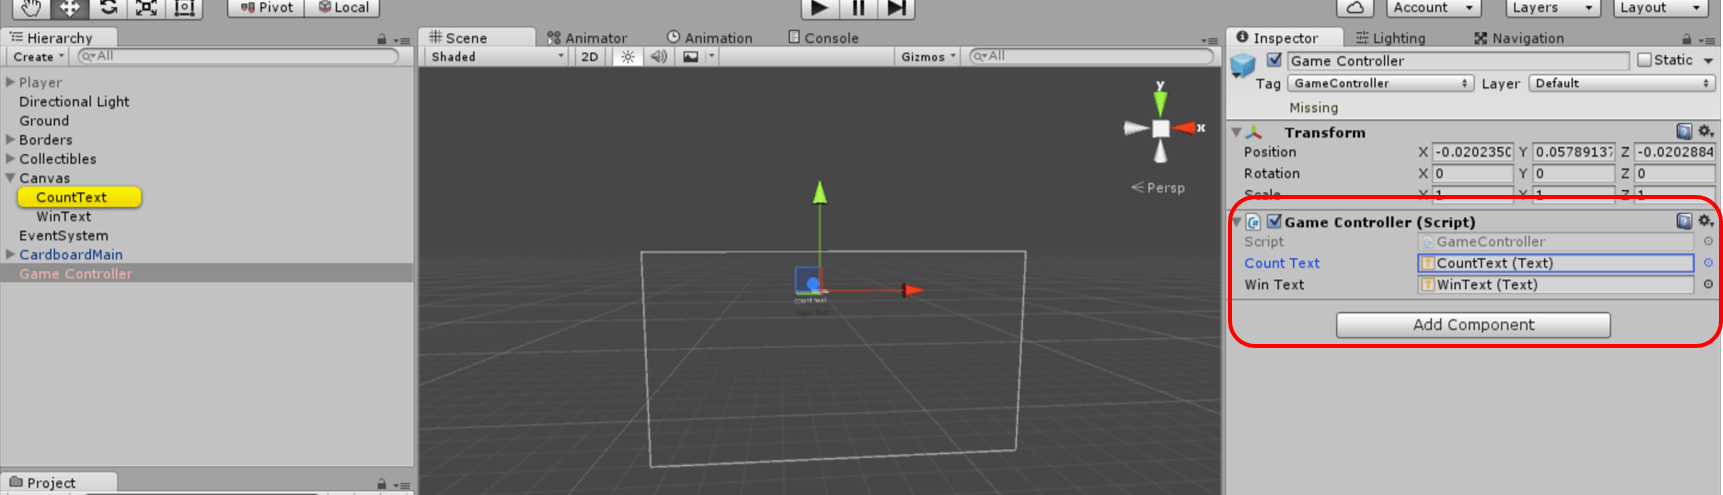 Pivot Local
Account Layers Layout
Hierarchy
Create All
Player
Directional Light
Ground
Borders
Collectibles
Canvas
CountText
WinText
EventSystem
CardboardMain
Game Controller
Project
Scene Animator Animation Console
Shaded 2D Gizmos All
y
x
Persp
count text
Inspector Lighting Navigation
Game Controller Static
Tag GameController Layer Default
Missing
Transform
Position X -0.020235( Y 0.0578913; Z -0.0202884
Rotation X 0 Y 0 Z 0
Scale X 1 Y 1 Z 1
Game Controller (Script)
Script GameController
Count Text CountText (Text)
Win Text WinText (Text)
Add Component